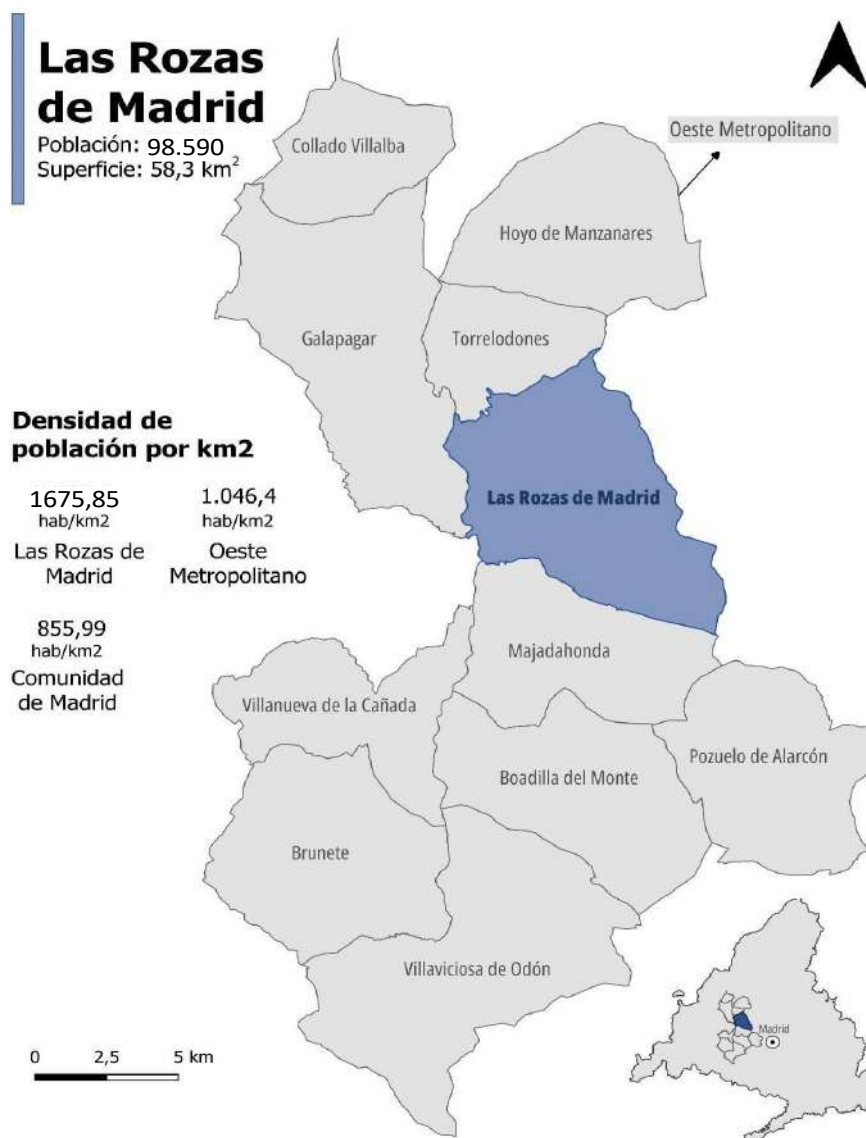 Las Rozas
de Madrid
Población: 98.590
Superficie: 58,3 km²
Collado Villalba
Oeste Metropolitano
Hoyo de Manzanares
Galapagar
Torrelodones
Densidad de
población por km2
1675,85
hab/km2
Las Rozas de
Madrid
1.046,4
hab/km2
Oeste
Metropolitano
855,99
hab/km2
Comunidad
de Madrid
Las Rozas de Madrid
Majadahonda
Villanueva de la Cañada
Pozuelo de Alarcón
Boadilla del Monte
Brunete
Villaviciosa de Odón
Madrid
0 2,5 5 km